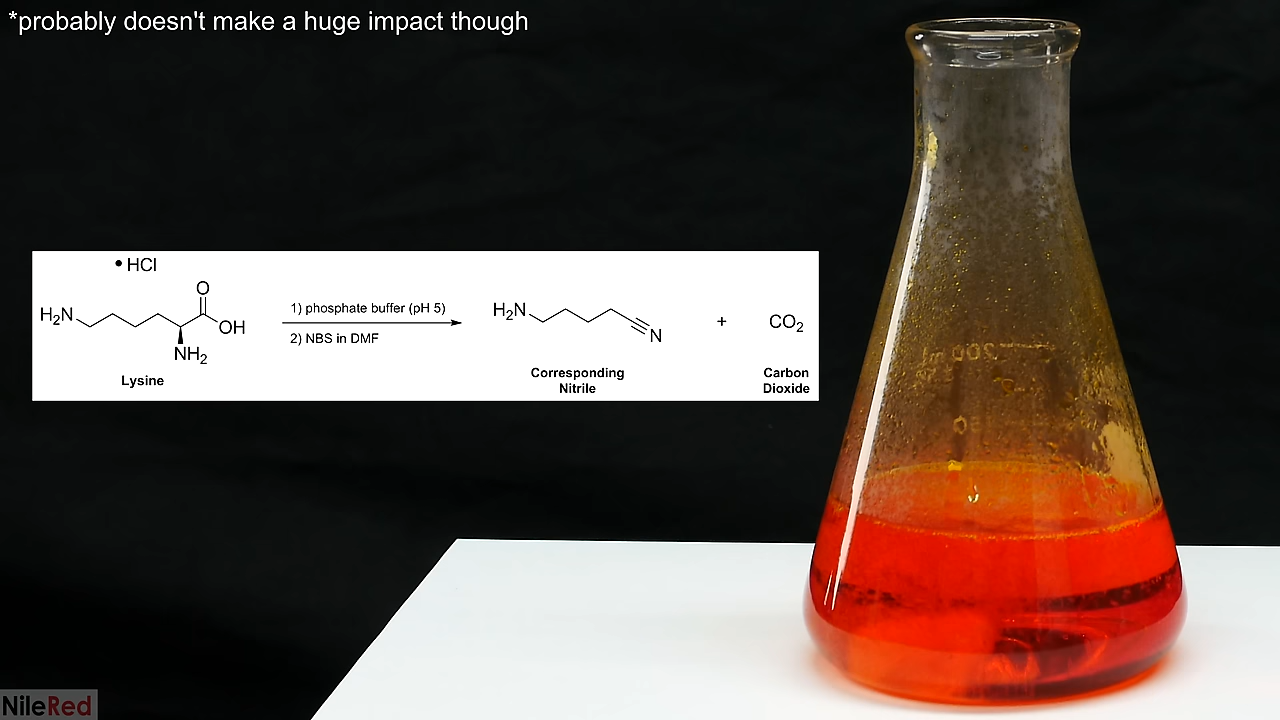 *probably doesn't make a huge impact though
• HCl
O
H2N
OH
NH2
Lysine
1) phosphate buffer (pH 5)
2) NBS in DMF
H2N
N
Corresponding
Nitrile
+
CO2
Carbon
Dioxide
NileRed